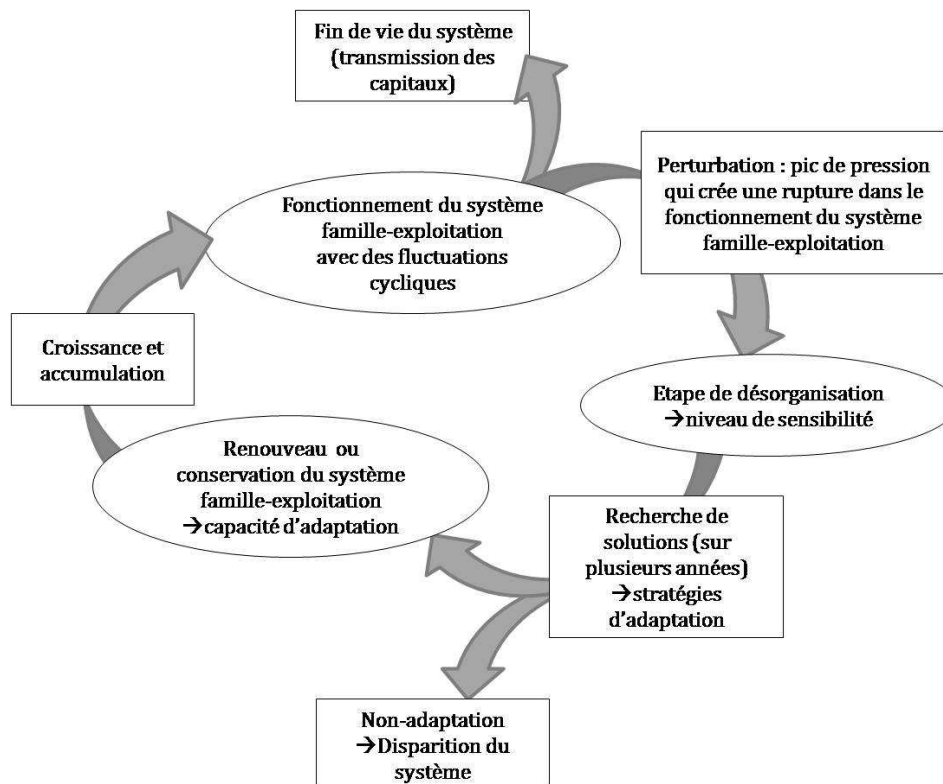 Fin de vie du système
(transmission des
capitaux)
Perturbation : pic de pression
qui crée une rupture dans le
fonctionnement du système
famille-exploitation
Fonctionnement du système
famille-exploitation
avec des fluctuations
cycliques
Croissance et
accumulation
Etape de désorganisation
→niveau de sensibilité
Renouveau ou
conservation du système
famille-exploitation
→capacité d'adaptation
Recherche de
solutions (sur
plusieurs années)
→stratégies
d'adaptation
Non-adaptation
→Disparition du
système